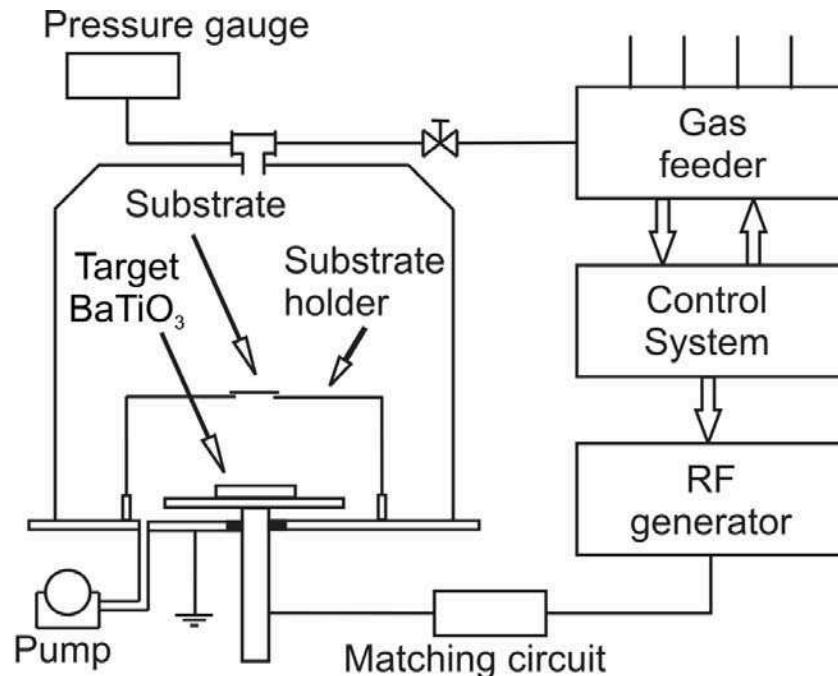 Pressure gauge
Gas
feeder
Substrate
Target
BaTiO₃
Substrate
holder
Control
System
RF
generator
Pump
Matching circuit